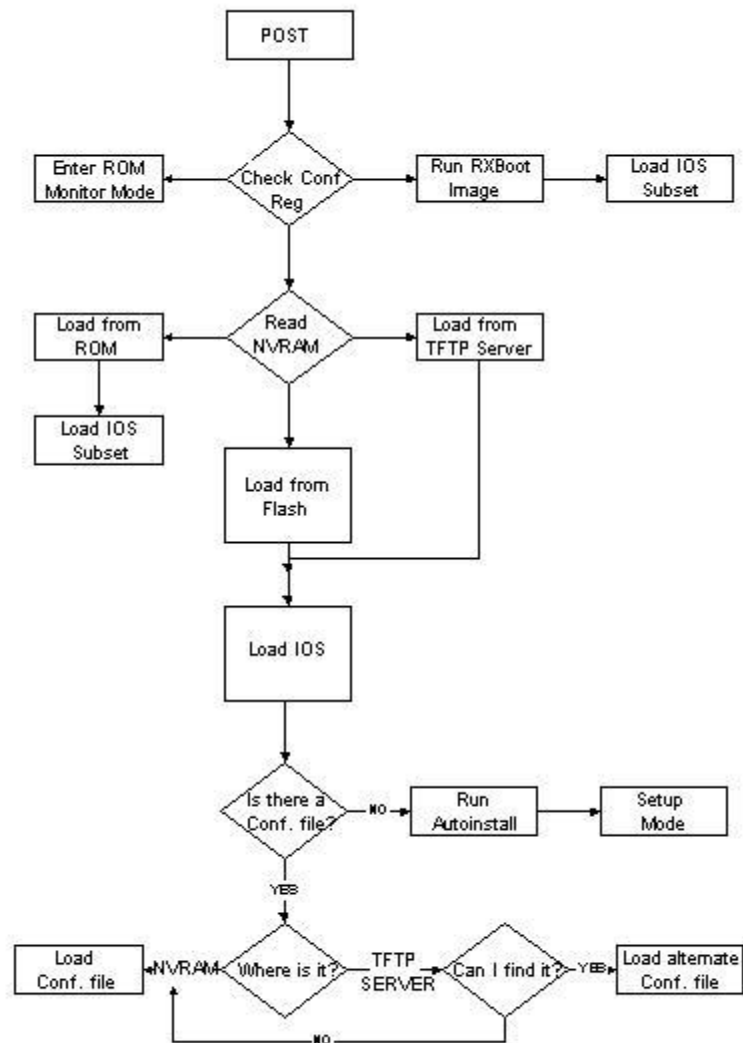 POST
Enter ROM
Monitor Mode
Check Conf
Reg
Run RXBoot
Image
Load IOS
Subset
Load from
ROM
Read
NVRAM
Load from
TFTP Server
Load IOS
Subset
Load from
Flash
Load IOS
Is there a
Conf. file?
NO
Run
Autoinstall
Setup
Mode
YES
Load
Conf. file
NVRAM
Where is it?
TFTP
SERVER
Can I find it?
YES
Load alternate
Conf. file
NO